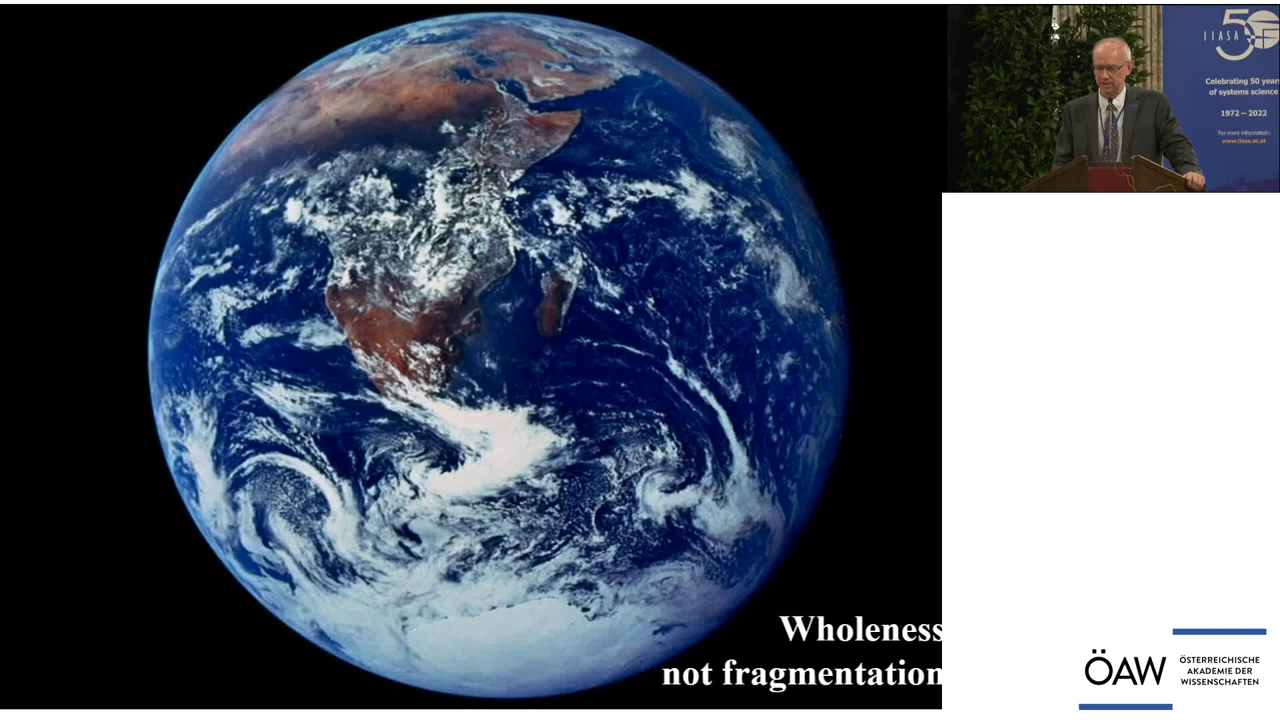 Wholeness
not fragmentation
IIASA 50
Celebrating 50 year
of systems science
1972 – 2022
For more information:
www.iiasa.ac.at
ÖAW
ÖSTERREICHISCHE
AKADEMIE DER
WISSENSCHAFTEN